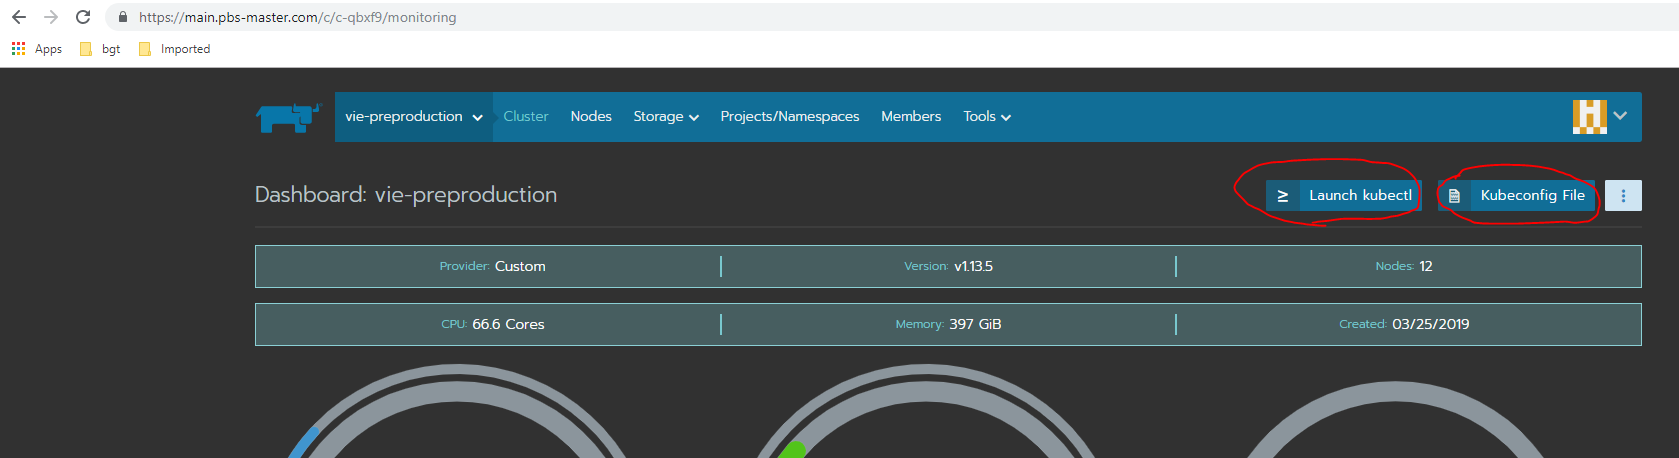 https://main.pbs-master.com/c/c-qbxf9/monitoring
Apps bgt Imported
vie-preproduction Cluster Nodes Storage Projects/Namespaces Members Tools
Dashboard: vie-preproduction Launch kubectl Kubeconfig File
Provider: Custom Version: v1.13.5 Nodes: 12
CPU: 66.6 Cores Memory: 397 GiB Created: 03/25/2019